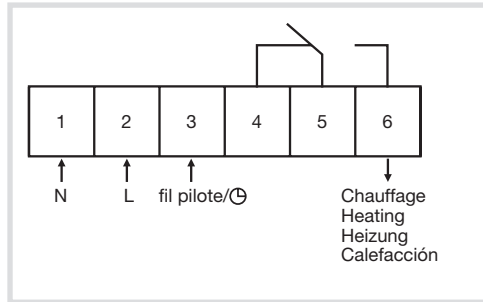 1 2 3 4 5 6
N L fil pilote/
Chauffage
Heating
Heizung
Calefacción